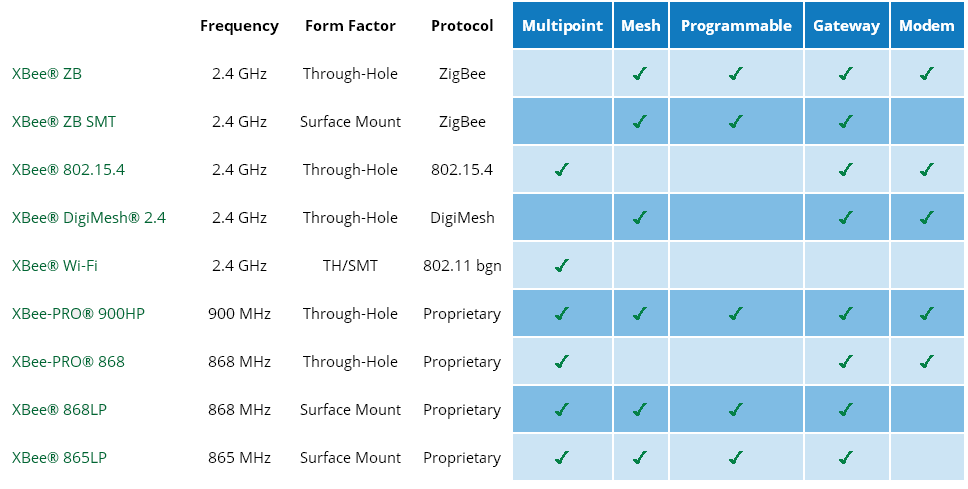 Frequency Form Factor Protocol Multipoint Mesh Programmable Gateway Modem
XBee® ZB 2.4 GHz Through-Hole ZigBee ✓ ✓ ✓ ✓
XBee® ZB SMT 2.4 GHz Surface Mount ZigBee ✓ ✓ ✓
XBee® 802.15.4 2.4 GHz Through-Hole 802.15.4 ✓ ✓ ✓
XBee® DigiMesh® 2.4 2.4 GHz Through-Hole DigiMesh ✓ ✓ ✓
XBee® Wi-Fi 2.4 GHz TH/SMT 802.11 bgn ✓
XBee-PRO® 900HP 900 MHz Through-Hole Proprietary ✓ ✓ ✓ ✓ ✓
XBee-PRO® 868 868 MHz Through-Hole Proprietary ✓ ✓ ✓
XBee® 868LP 868 MHz Surface Mount Proprietary ✓ ✓ ✓ ✓
XBee® 865LP 865 MHz Surface Mount Proprietary ✓ ✓ ✓ ✓